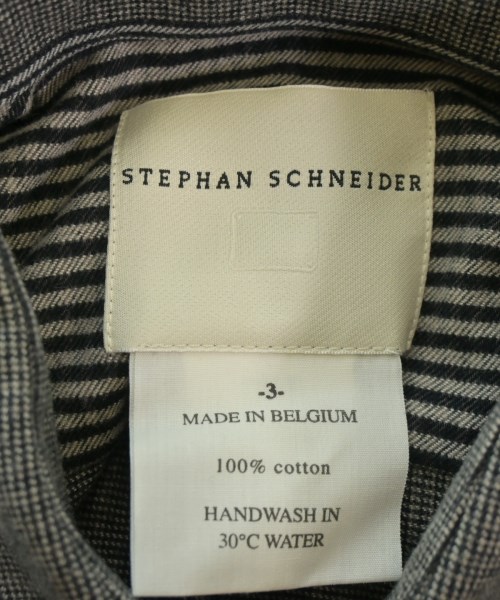 STEPHAN SCHNEIDER
-3-
MADE IN BELGIUM
100% cotton
HANDWASH IN
30°C WATER